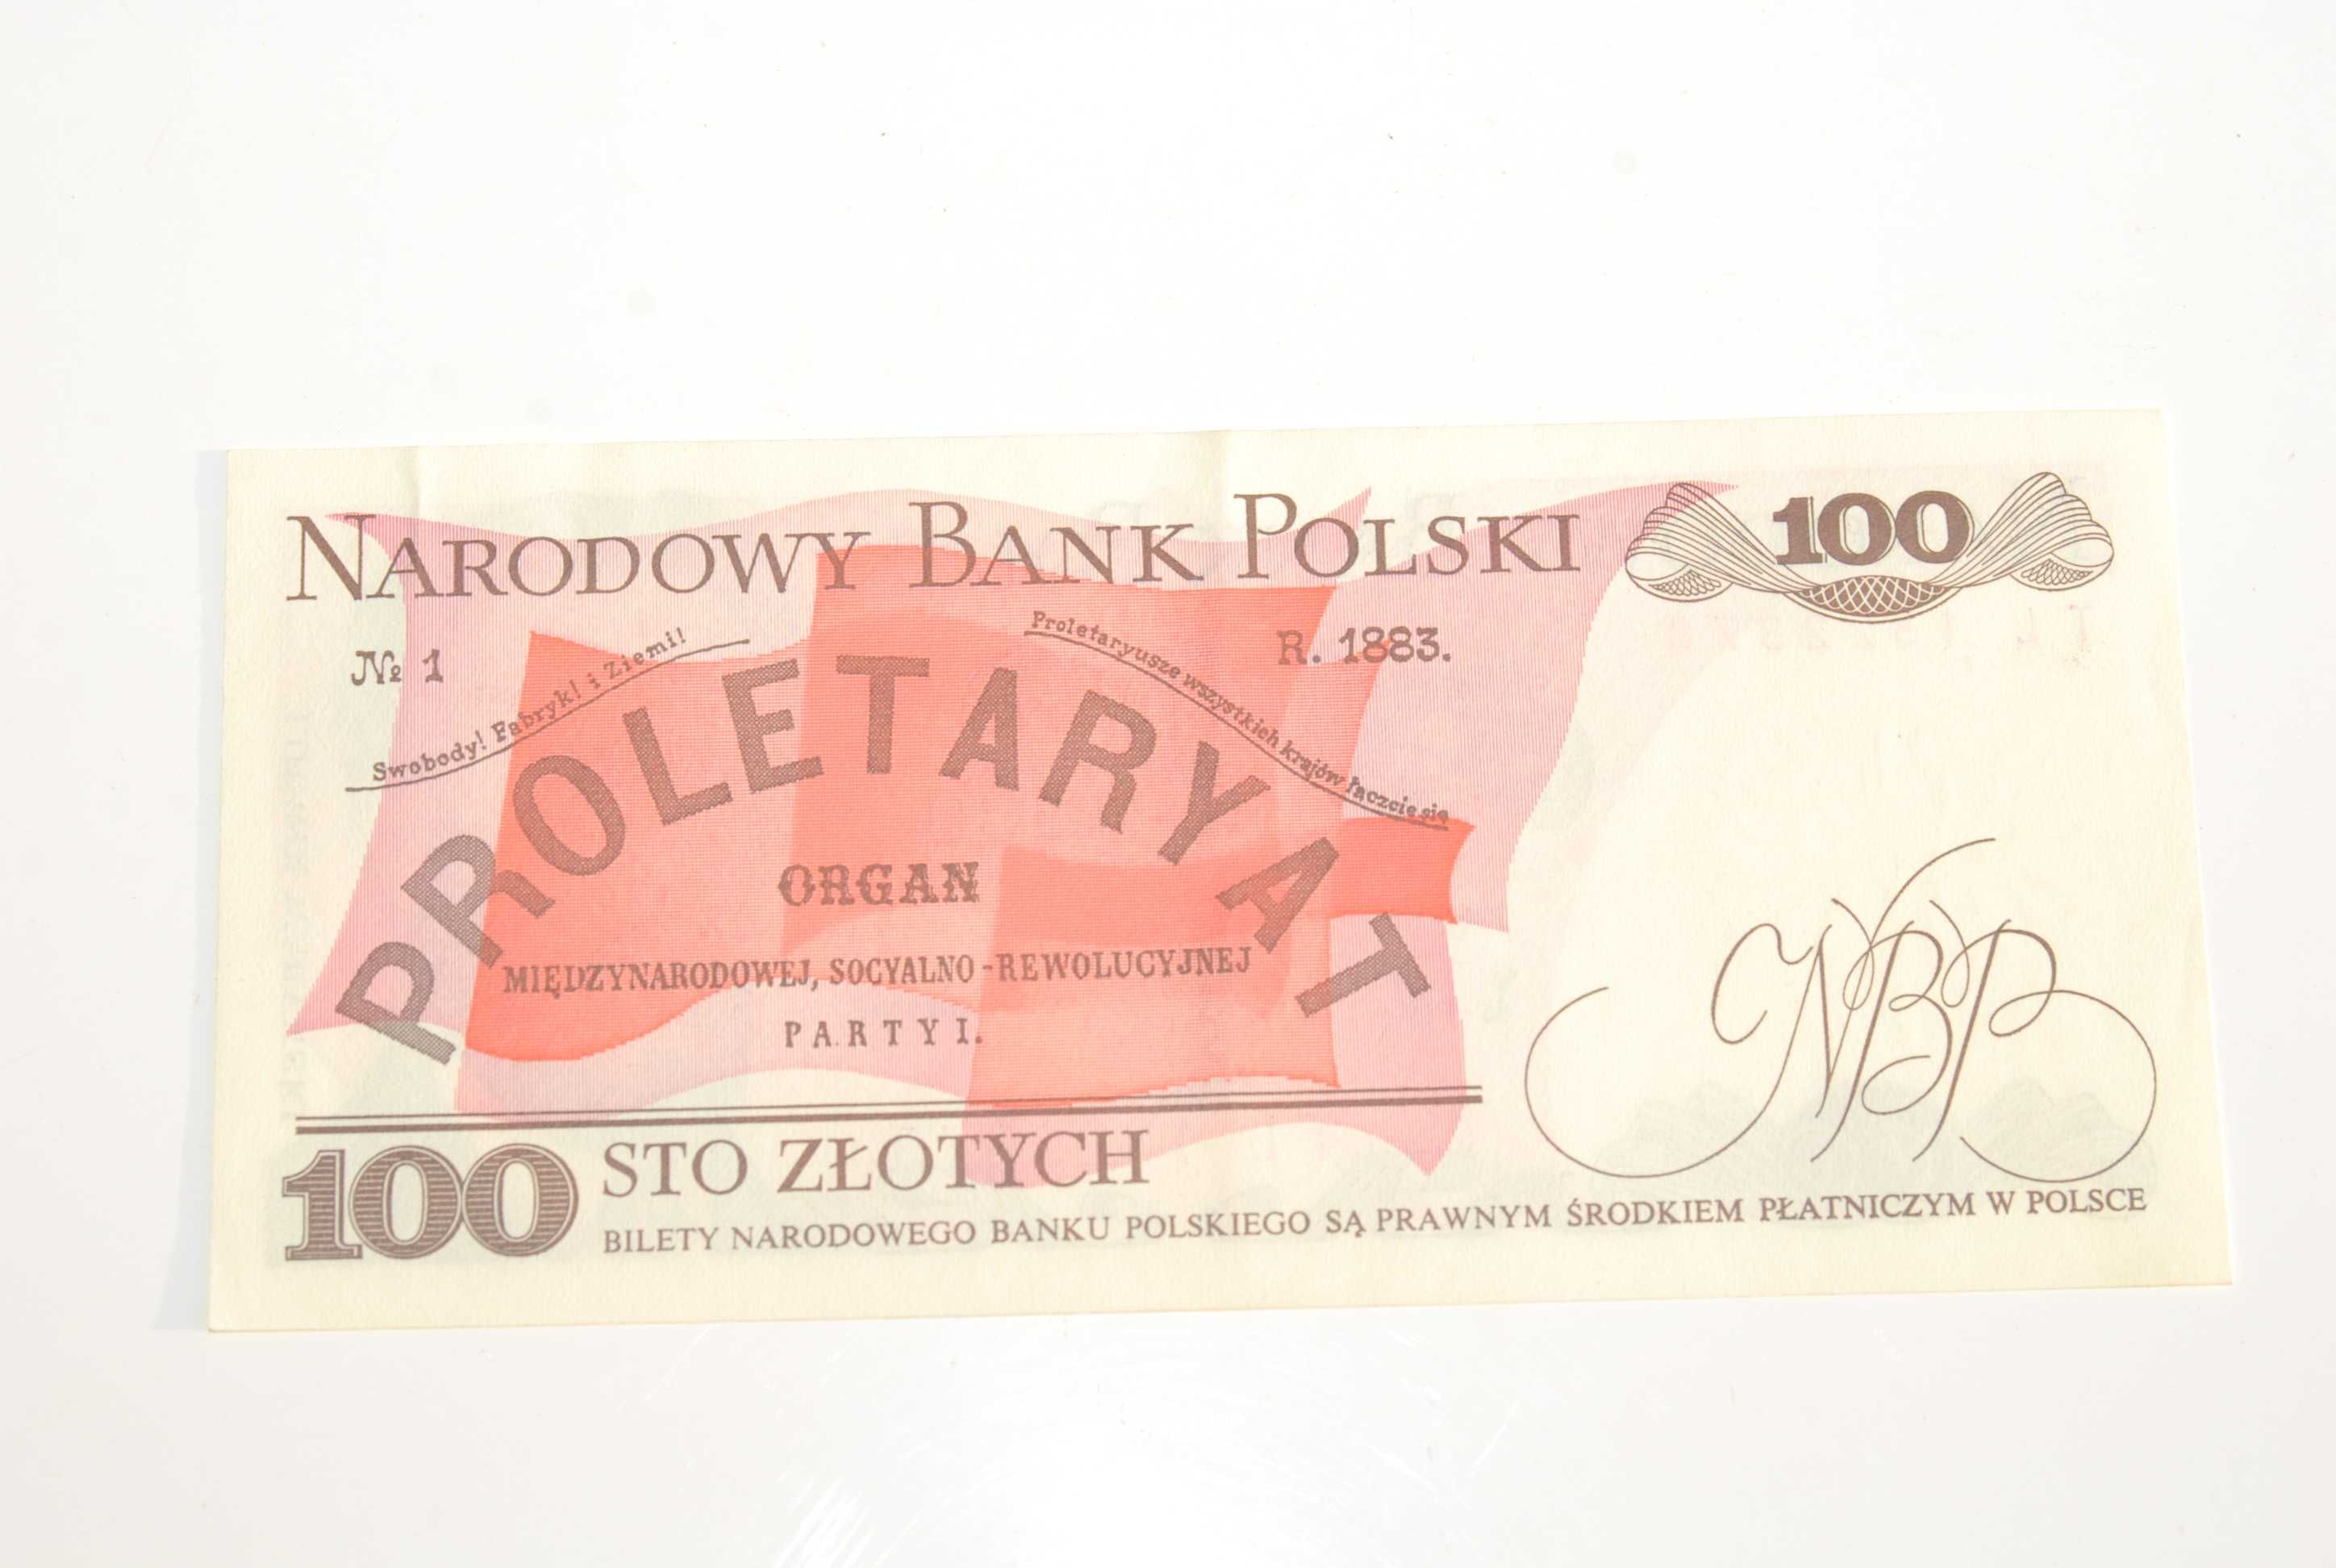 NARODOWY BANK POLSKI
100
№ 1
R. 1883.
Swobody! Fabryk! i Ziemi!
Proletaryusze wszystkich krajów łączcie się
PROLETARYAT
ORGAN
MIĘDZYNARODOWEJ, SOCYALNO-REWOLUCYJNEJ
PARTYI.
NBP
100 STO ZŁOTYCH
BILETY NARODOWEGO BANKU POLSKIEGO SĄ PRAWNYM ŚRODKIEM PŁATNICZYM W POLSCE